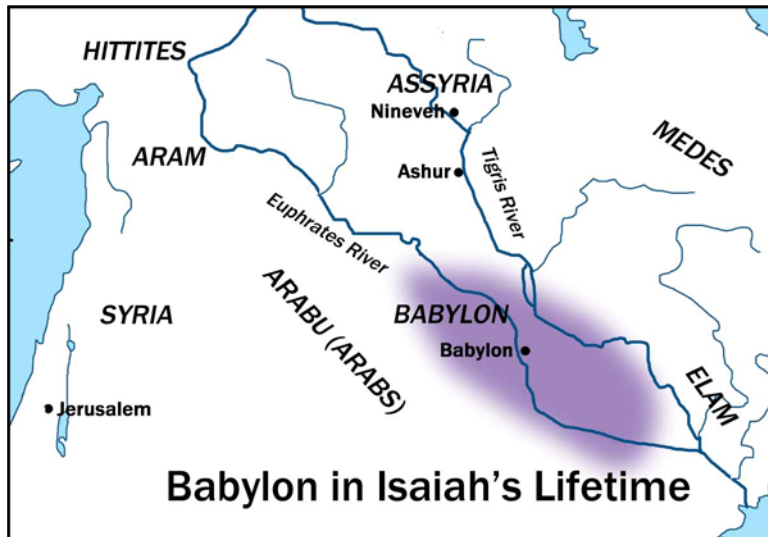 HITTITES
ASSYRIA
Nineveh
MEDES
ARAM
Ashur
Tigris River
Euphrates River
ARABU (ARABS)
SYRIA
BABYLON
Babylon
ELAM
Jerusalem
Babylon in Isaiah's Lifetime